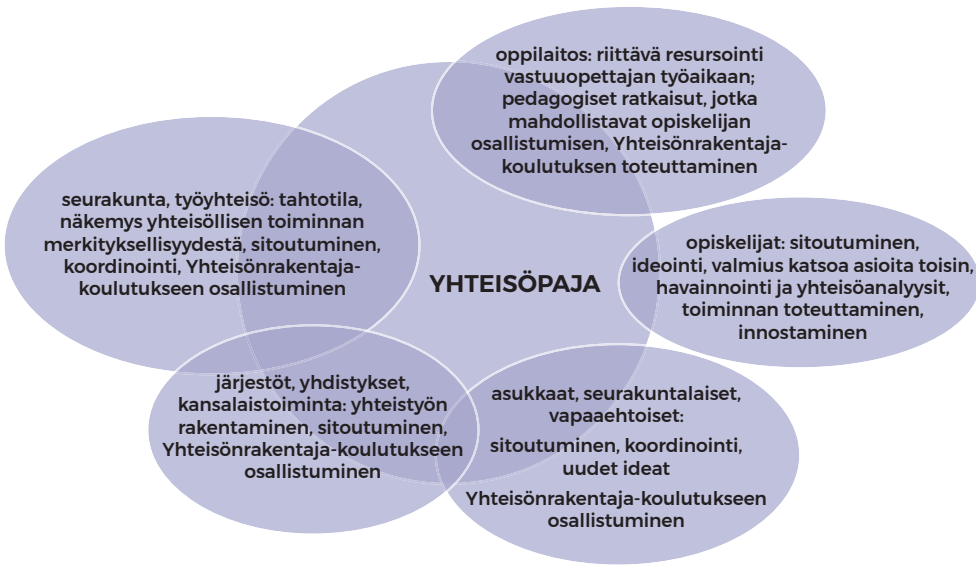 oppilaitos: riittävä resursointi
vastuuopettajan työaikaan;
pedagogiset ratkaisut, jotka
mahdollistavat opiskelijan
osallistumisen, Yhteisönrakentaja-
koulutuksen toteuttaminen
seurakunta, työyhteisö: tahtotila,
näkemys yhteisöllisen toiminnan
merkityksellisyydestä, sitoutuminen,
koordinointi, Yhteisönrakentaja-
koulutukseen osallistuminen
YHTEISÖPAJA
opiskelijat: sitoutuminen,
ideointi, valmius katsoa asioita toisin,
havainnointi ja yhteisöanalyysit,
toiminnan toteuttaminen,
innostaminen
järjestöt, yhdistykset,
kansalaistoiminta: yhteistyön
rakentaminen, sitoutuminen,
Yhteisönrakentaja-koulutukseen
osallistuminen
asukkaat, seurakuntalaiset,
vapaaehtoiset:
sitoutuminen, koordinointi,
uudet ideat
Yhteisönrakentaja-koulutukseen
osallistuminen